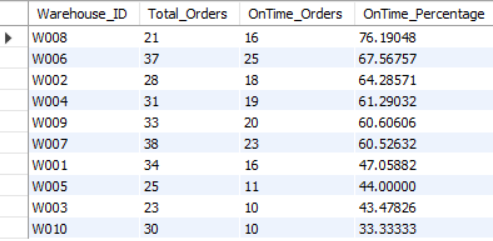 Warehouse_ID Total_Orders OnTime_Orders OnTime_Percentage
W008 21 16 76.19048
W006 37 25 67.56757
W002 28 18 64.28571
W004 31 19 61.29032
W009 33 20 60.60606
W007 38 23 60.52632
W001 34 16 47.05882
W005 25 11 44.00000
W003 23 10 43.47826
W010 30 10 33.33333